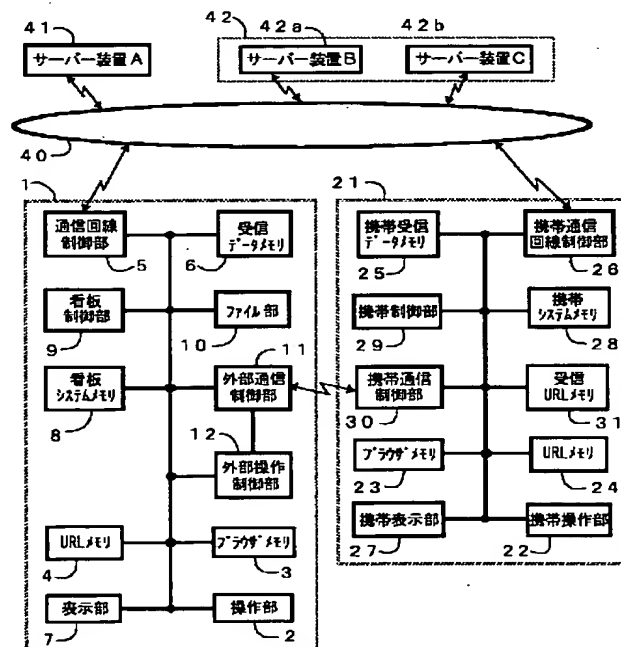 41
42
42a
42b
サーバー装置A
サーバー装置B
サーバー装置C
40
1
通信回線
制御部
5
受信
データメモリ
6
看板
制御部
9
ファイル部
10
看板
システムメモリ
8
外部通信
制御部
11
12
外部操作
制御部
URLメモリ
4
ブラウザメモリ
3
表示部
7
操作部
2
21
携帯受信
データメモリ
25
携帯通信
回線制御部
26
携帯制御部
29
携帯
システムメモリ
28
携帯通信
制御部
30
受信
URLメモリ
31
ブラウザメモリ
23
URLメモリ
24
携帯表示部
27
携帯操作部
22